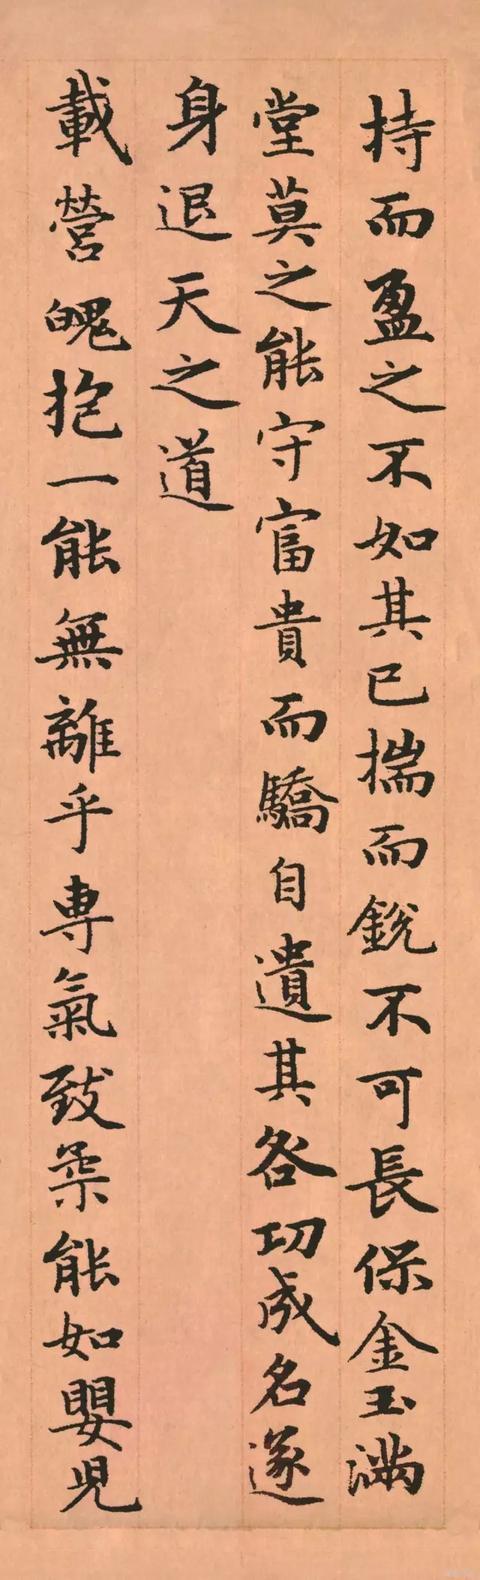 持而盈之不如其已揣而銳不可長保金玉滿
堂莫之能守富貴而驕自遺其咎功成名遂
身退天之道
載營魄抱一能無離乎專氣致柔能如嬰兒